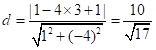 d = |1-4×3+1| / √(1²+(-4)²) = 10 / √17